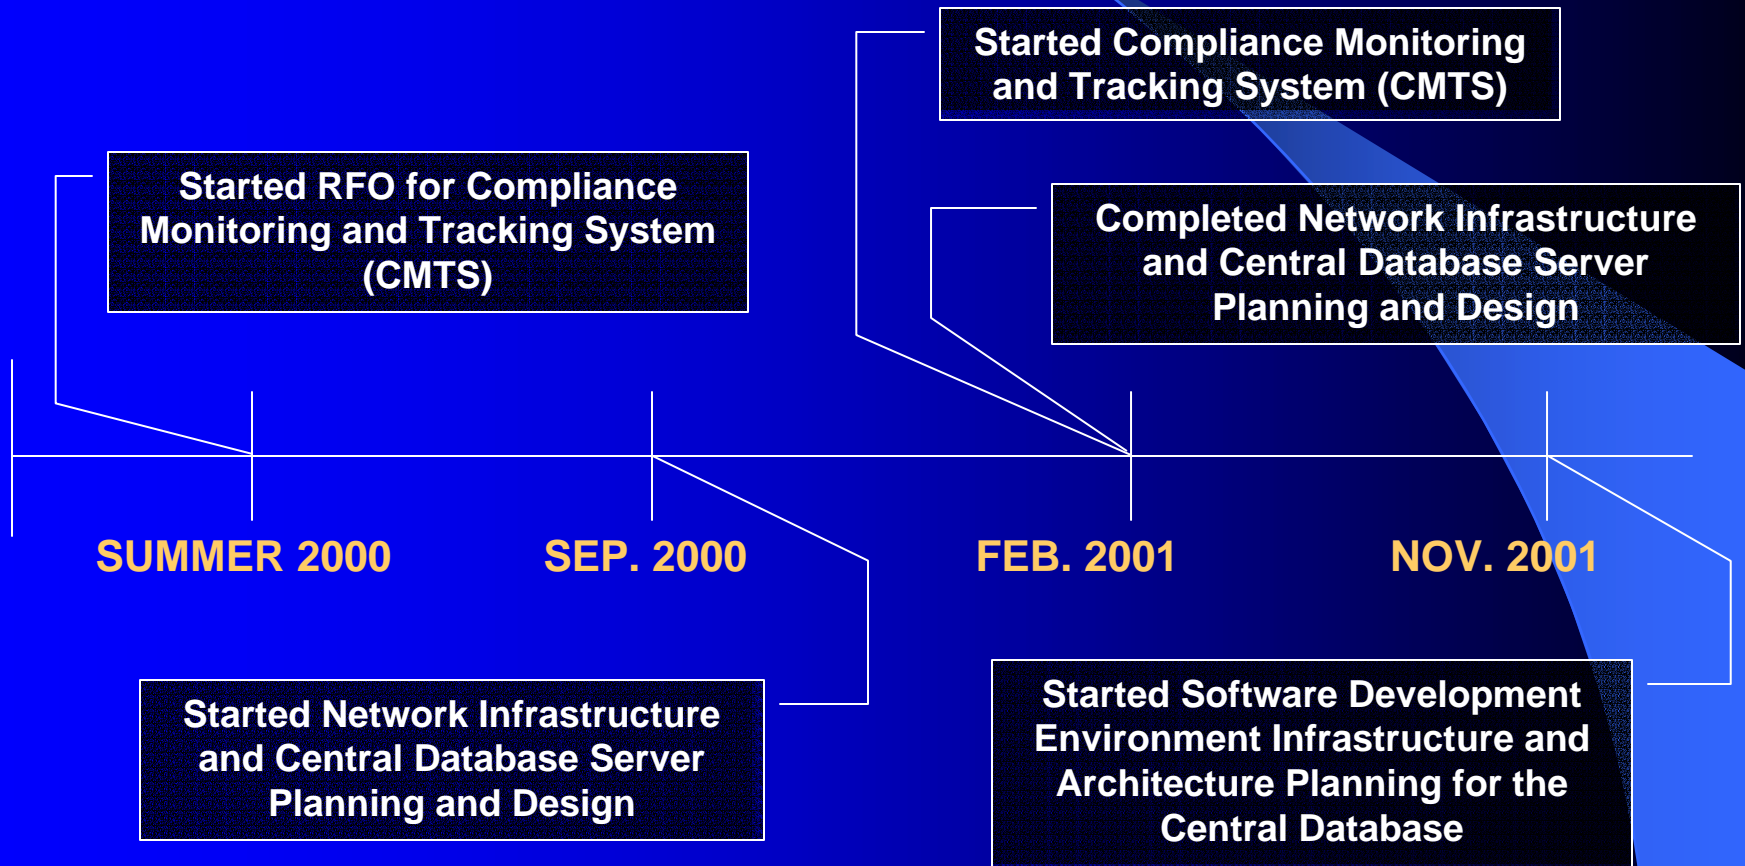 Started Compliance Monitoring
and Tracking System (CMTS)
Started RFO for Compliance
Monitoring and Tracking System
(CMTS)
Completed Network Infrastructure
and Central Database Server
Planning and Design
SUMMER 2000
SEP. 2000
FEB. 2001
NOV. 2001
Started Network Infrastructure
and Central Database Server
Planning and Design
Started Software Development
Environment Infrastructure and
Architecture Planning for the
Central Database